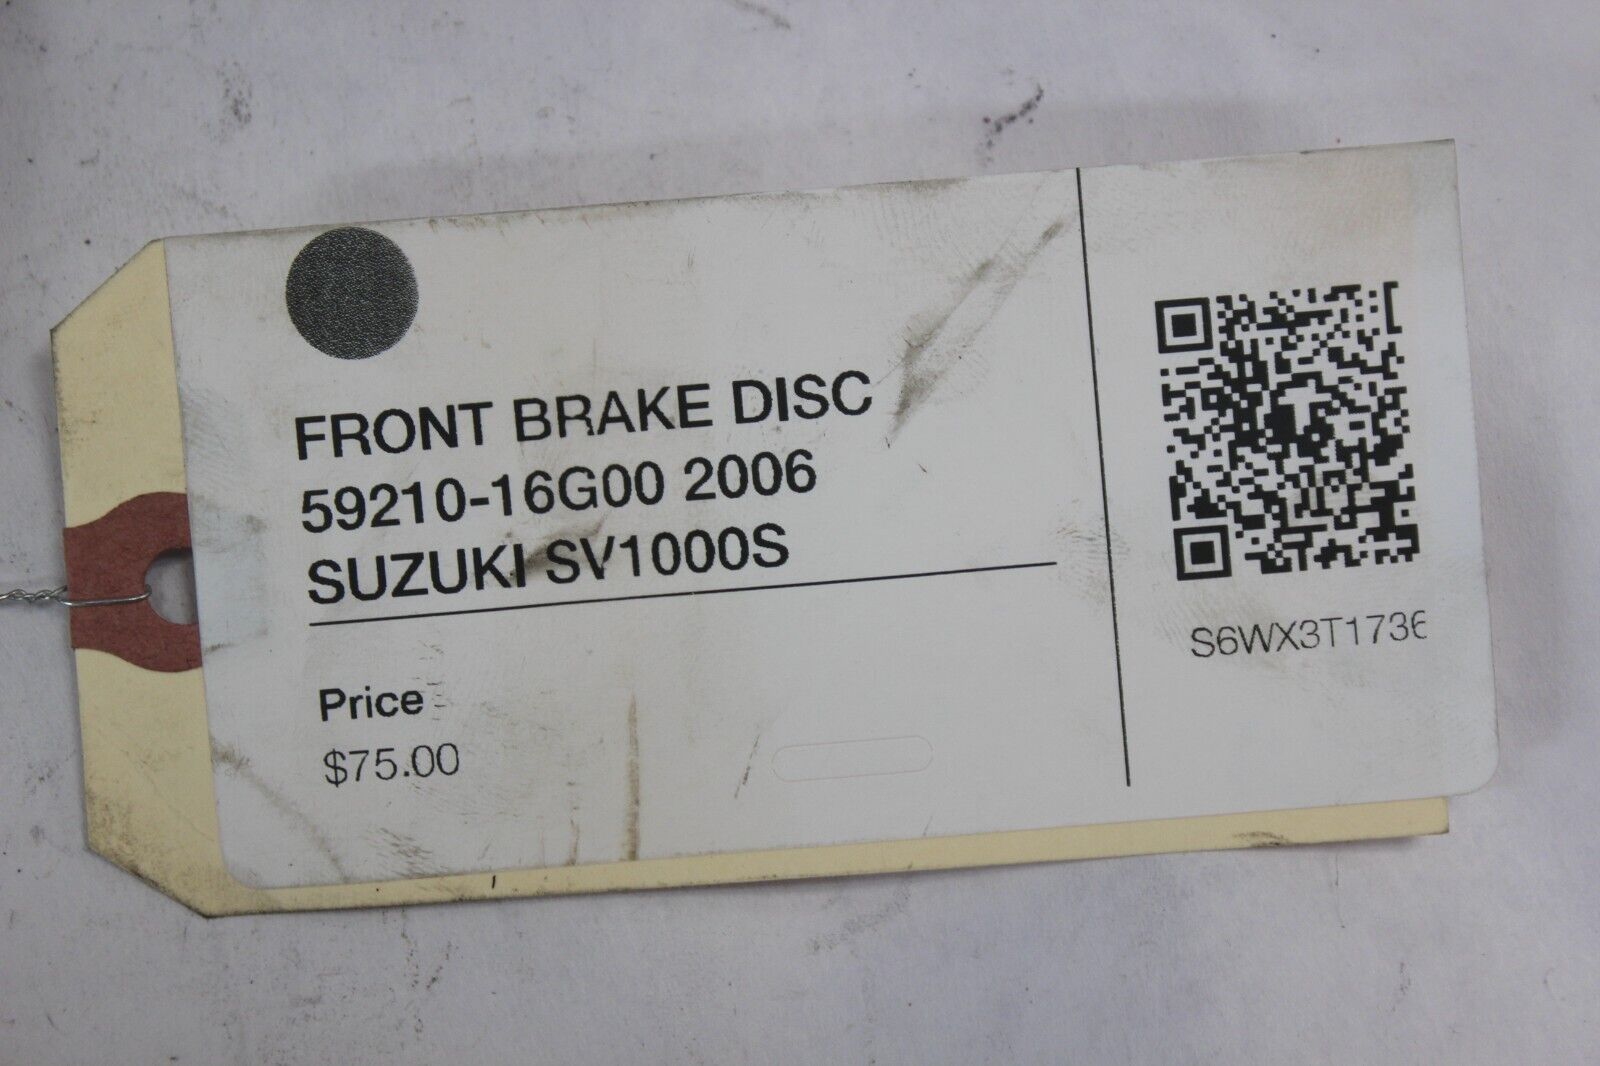 FRONT BRAKE DISC
59210-16G00 2006
SUZUKI SV1000S
Price
$75.00
S6WX3T1736